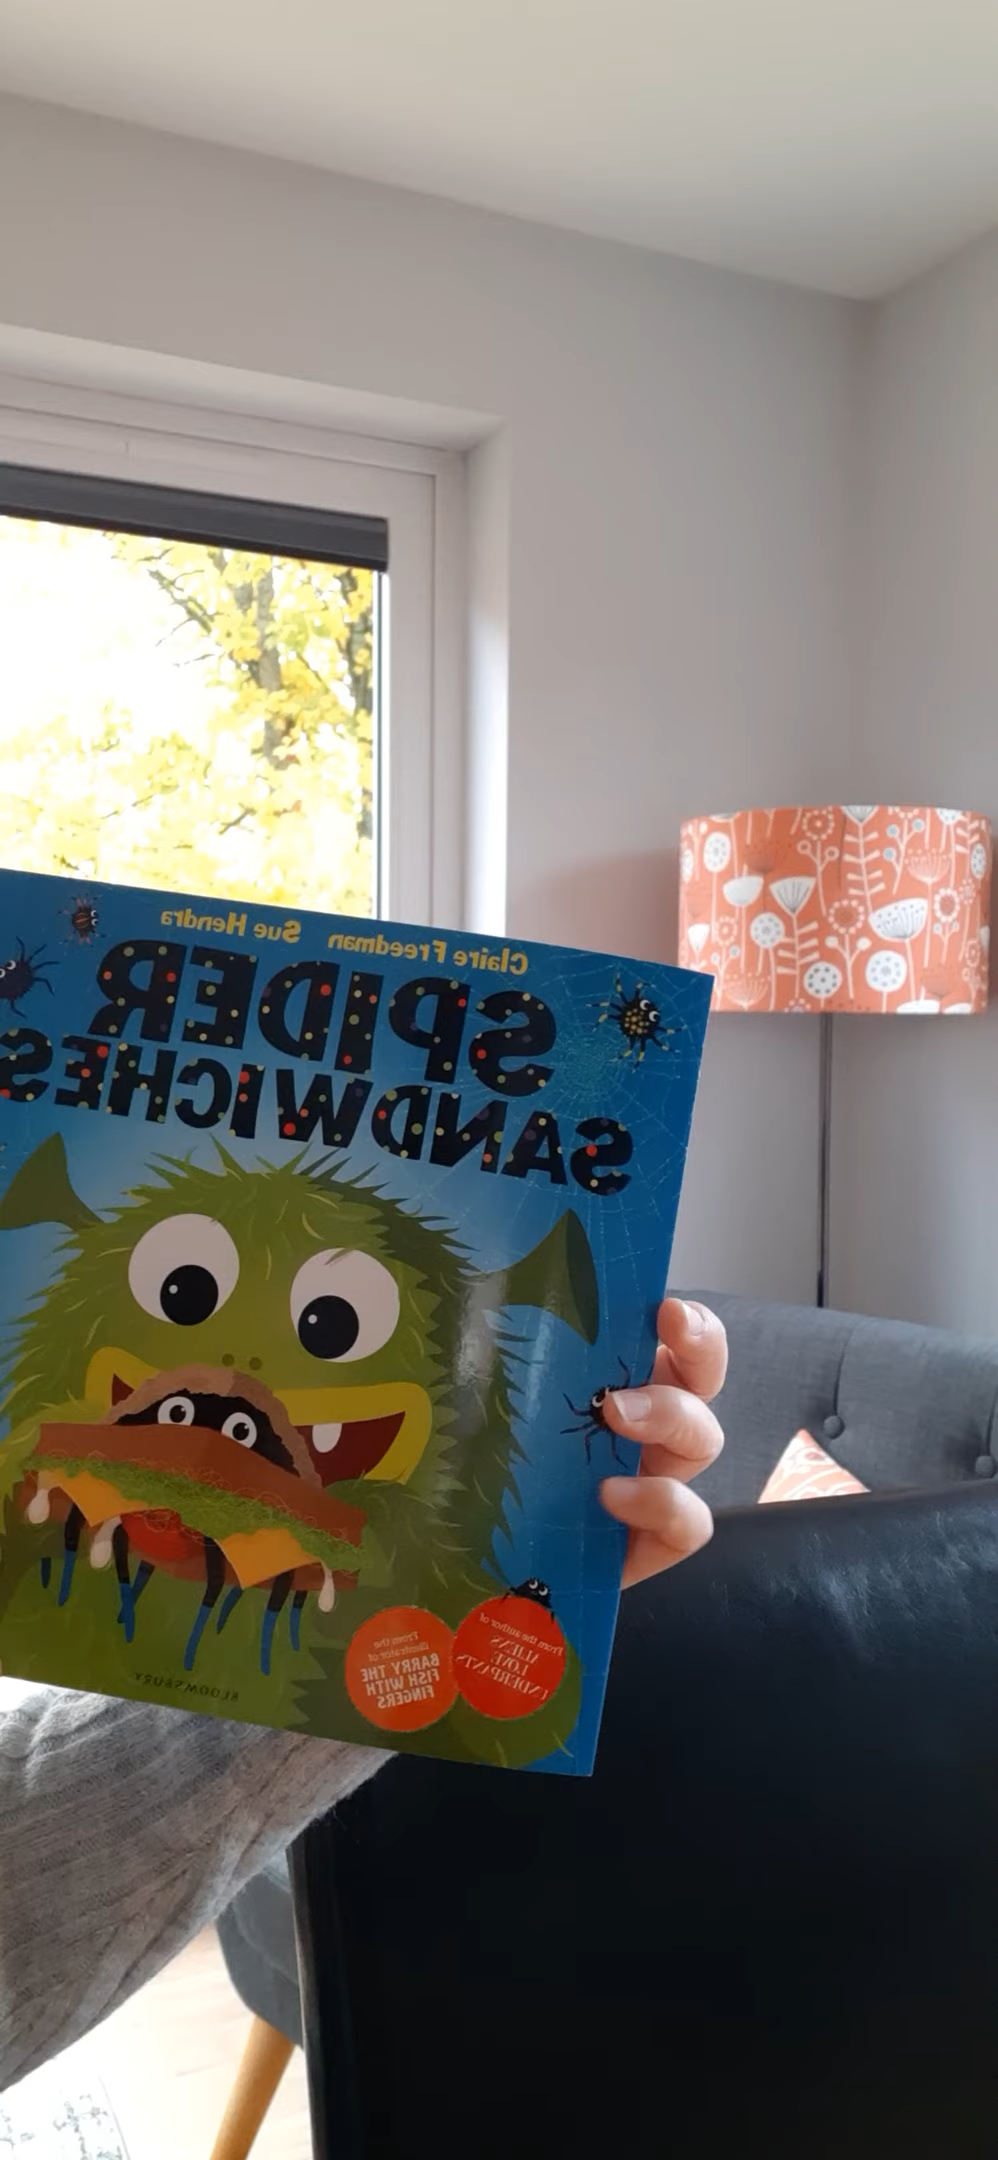 Claire Freedman Sue Hendra
SPIDER
SANDWICHES
From the author of
ALIENS
LOVE
UNDERPANTS
From the
illustrator of
BARRY THE
FISH WITH
FINGERS
BLOOMSBURY